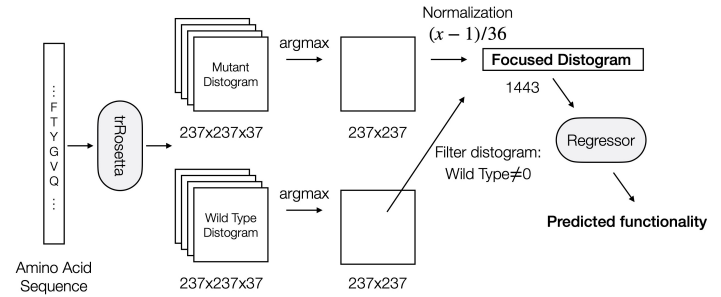 ⋮
F
T
Y
G
V
Q
⋮
Amino Acid
Sequence
trRosetta
Mutant
Distogram
237x237x37
argmax
237x237
Wild Type
Distogram
237x237x37
argmax
237x237
Normalization
(x − 1)/36
Focused Distogram
1443
Filter distogram:
Wild Type≠0
Regressor
Predicted functionality